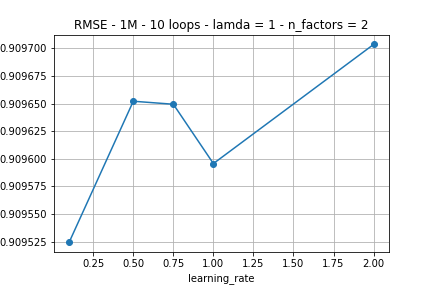 RMSE - 1M - 10 loops - lamda = 1 - n_factors = 2
0.909700
0.909675
0.909650
0.909625
0.909600
0.909575
0.909550
0.909525
0.25 0.50 0.75 1.00 1.25 1.50 1.75 2.00
learning_rate